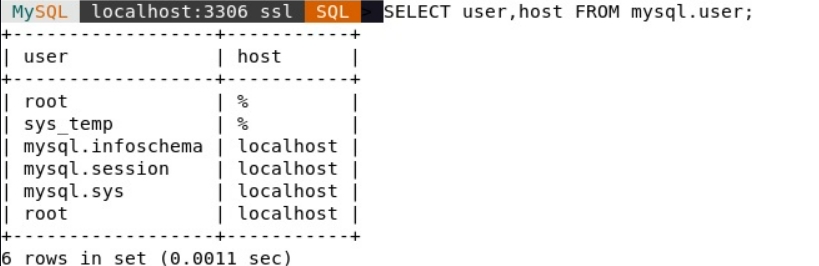 MySQL localhost:3306 ssl SQL > SELECT user,host FROM mysql.user;
+------------------+-----------+
| user             | host      |
+------------------+-----------+
| root             | %         |
| sys_temp         | %         |
| mysql.infoschema | localhost |
| mysql.session    | localhost |
| mysql.sys        | localhost |
| root             | localhost |
+------------------+-----------+
6 rows in set (0.0011 sec)